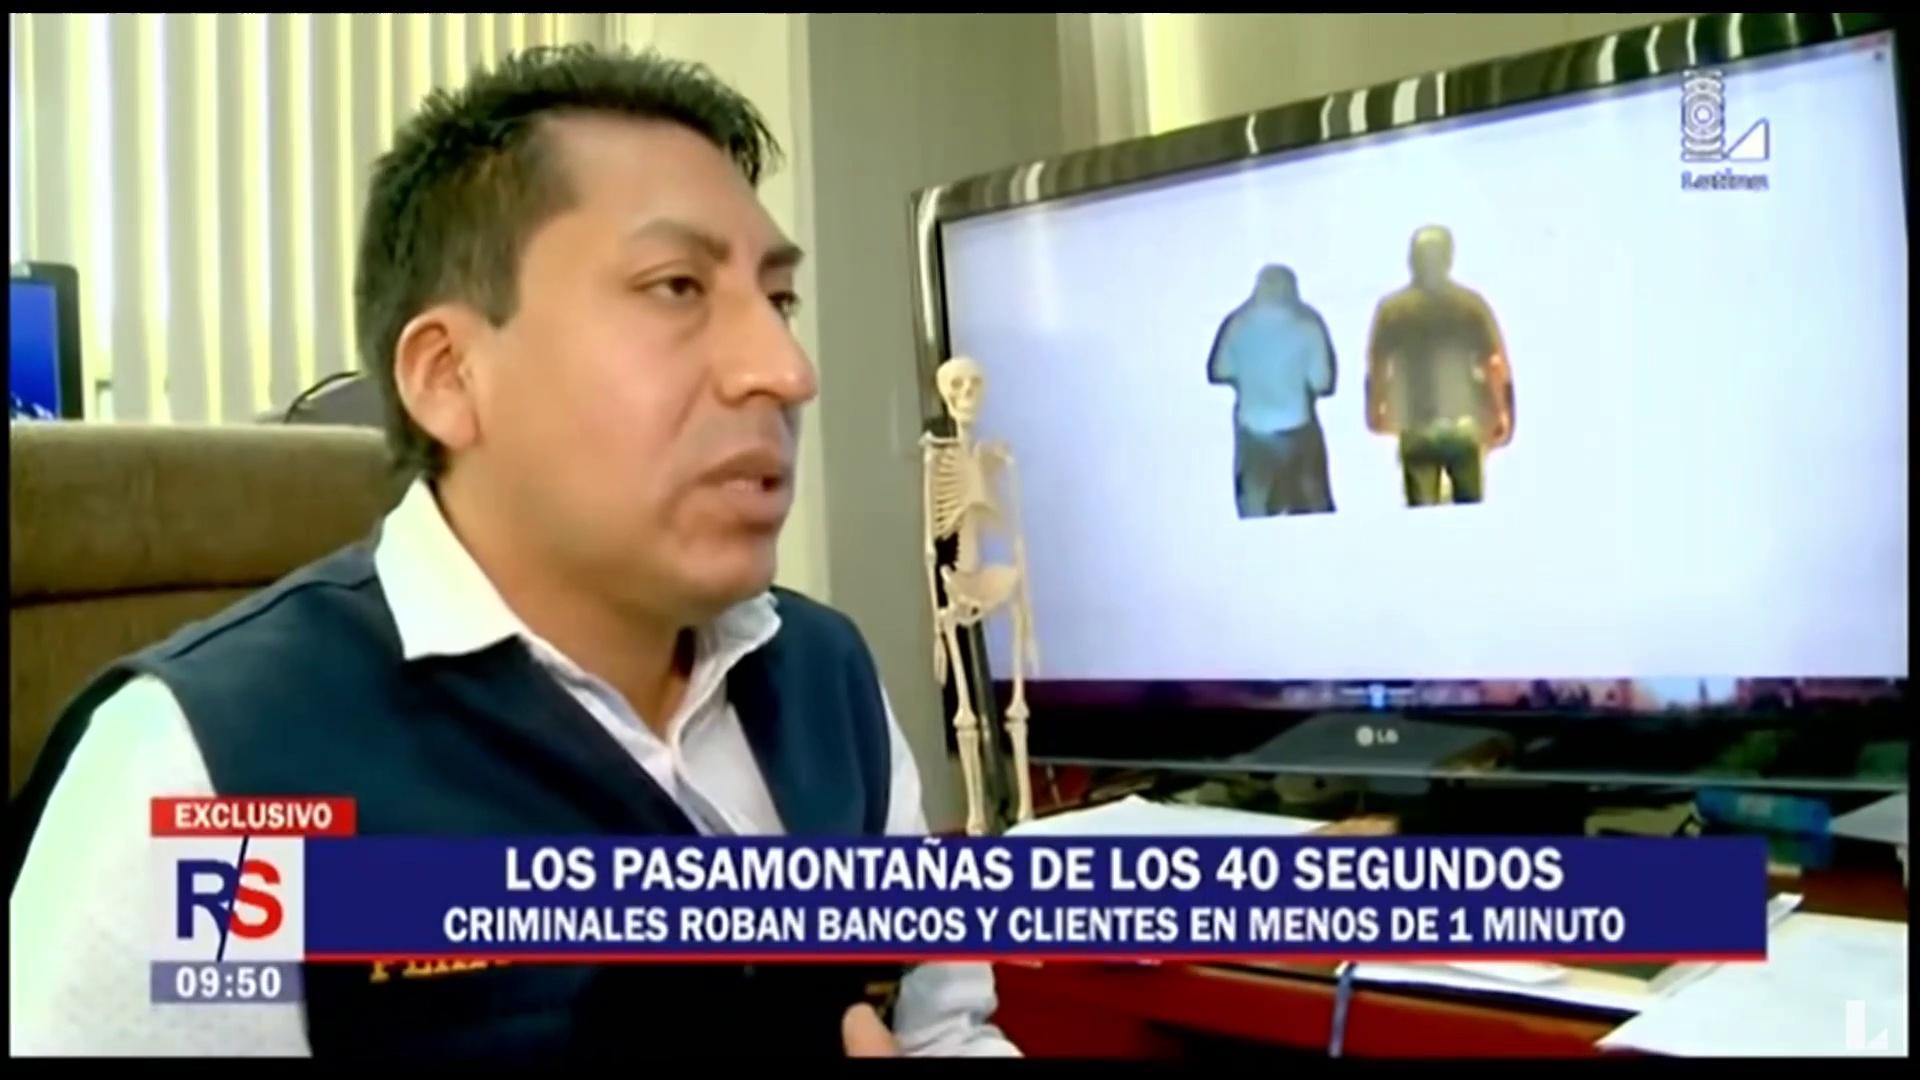 Latina
LG
EXCLUSIVO
RS
LOS PASAMONTAÑAS DE LOS 40 SEGUNDOS
CRIMINALES ROBAN BANCOS Y CLIENTES EN MENOS DE 1 MINUTO
09:50